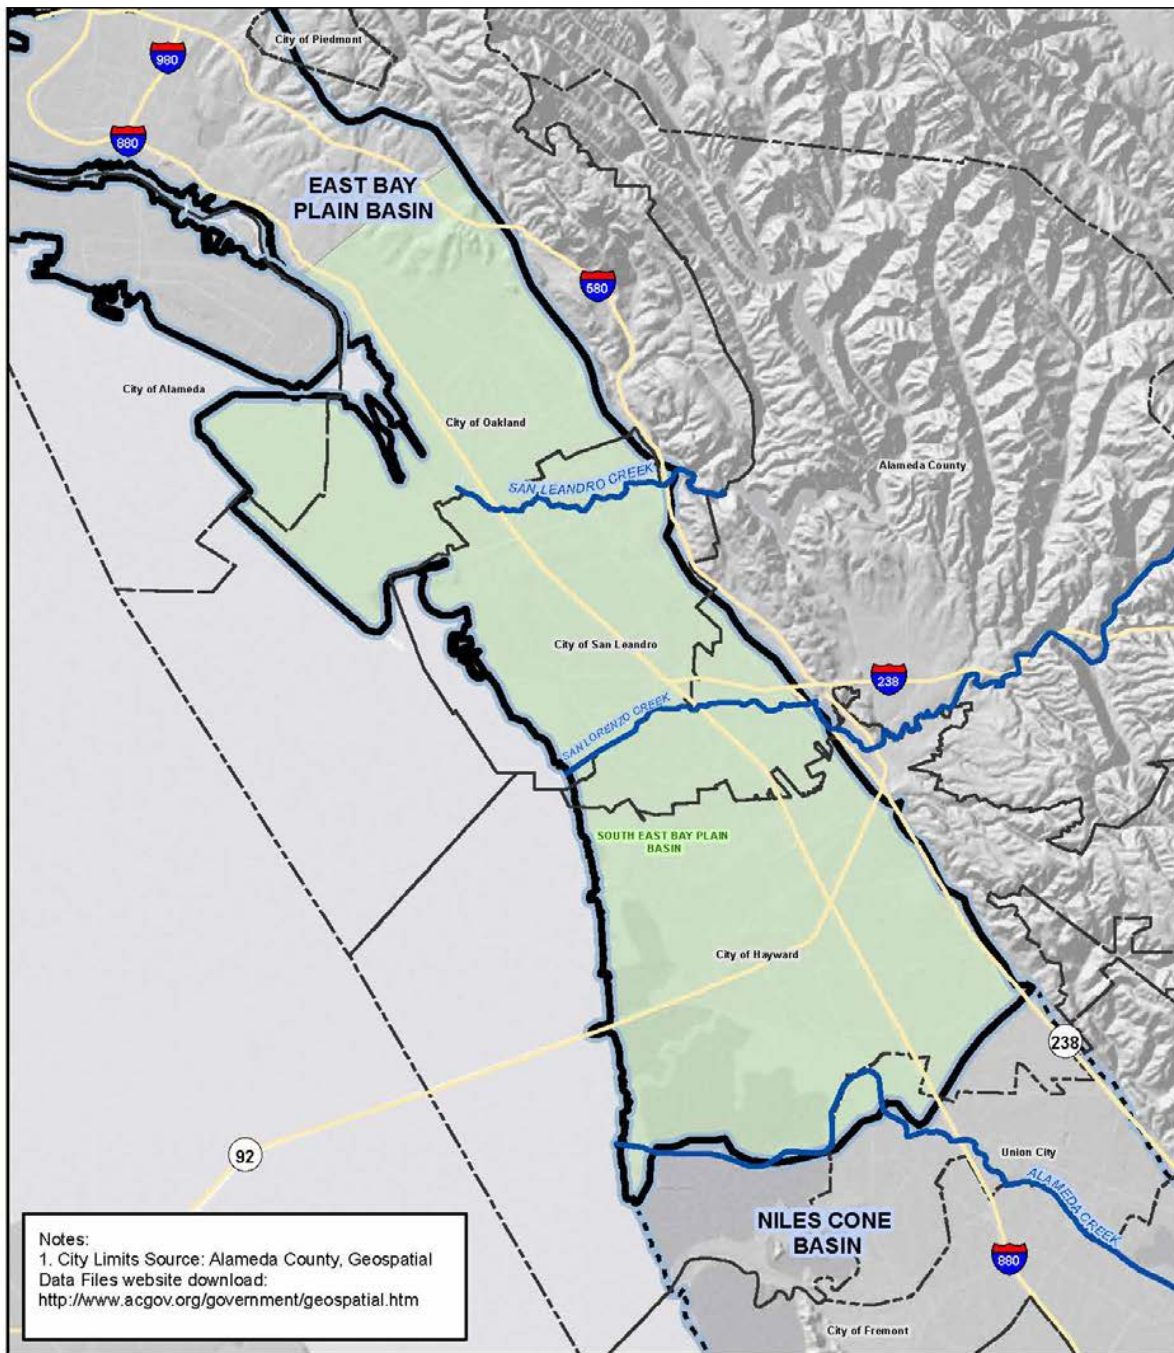 City of Piedmont
980
880
EAST BAY
PLAIN BASIN
580
City of Alameda
City of Oakland
Alameda County
SAN LEANDRO CREEK
City of San Leandro
238
SAN LORENZO CREEK
SOUTH EAST BAY PLAIN
BASIN
City of Hayward
238
92
Union City
ALAMEDA CREEK
NILES CONE
BASIN
880
Notes:
1. City Limits Source: Alameda County, Geospatial
Data Files website download:
http://www.acgov.org/government/geospatial.htm
City of Fremont